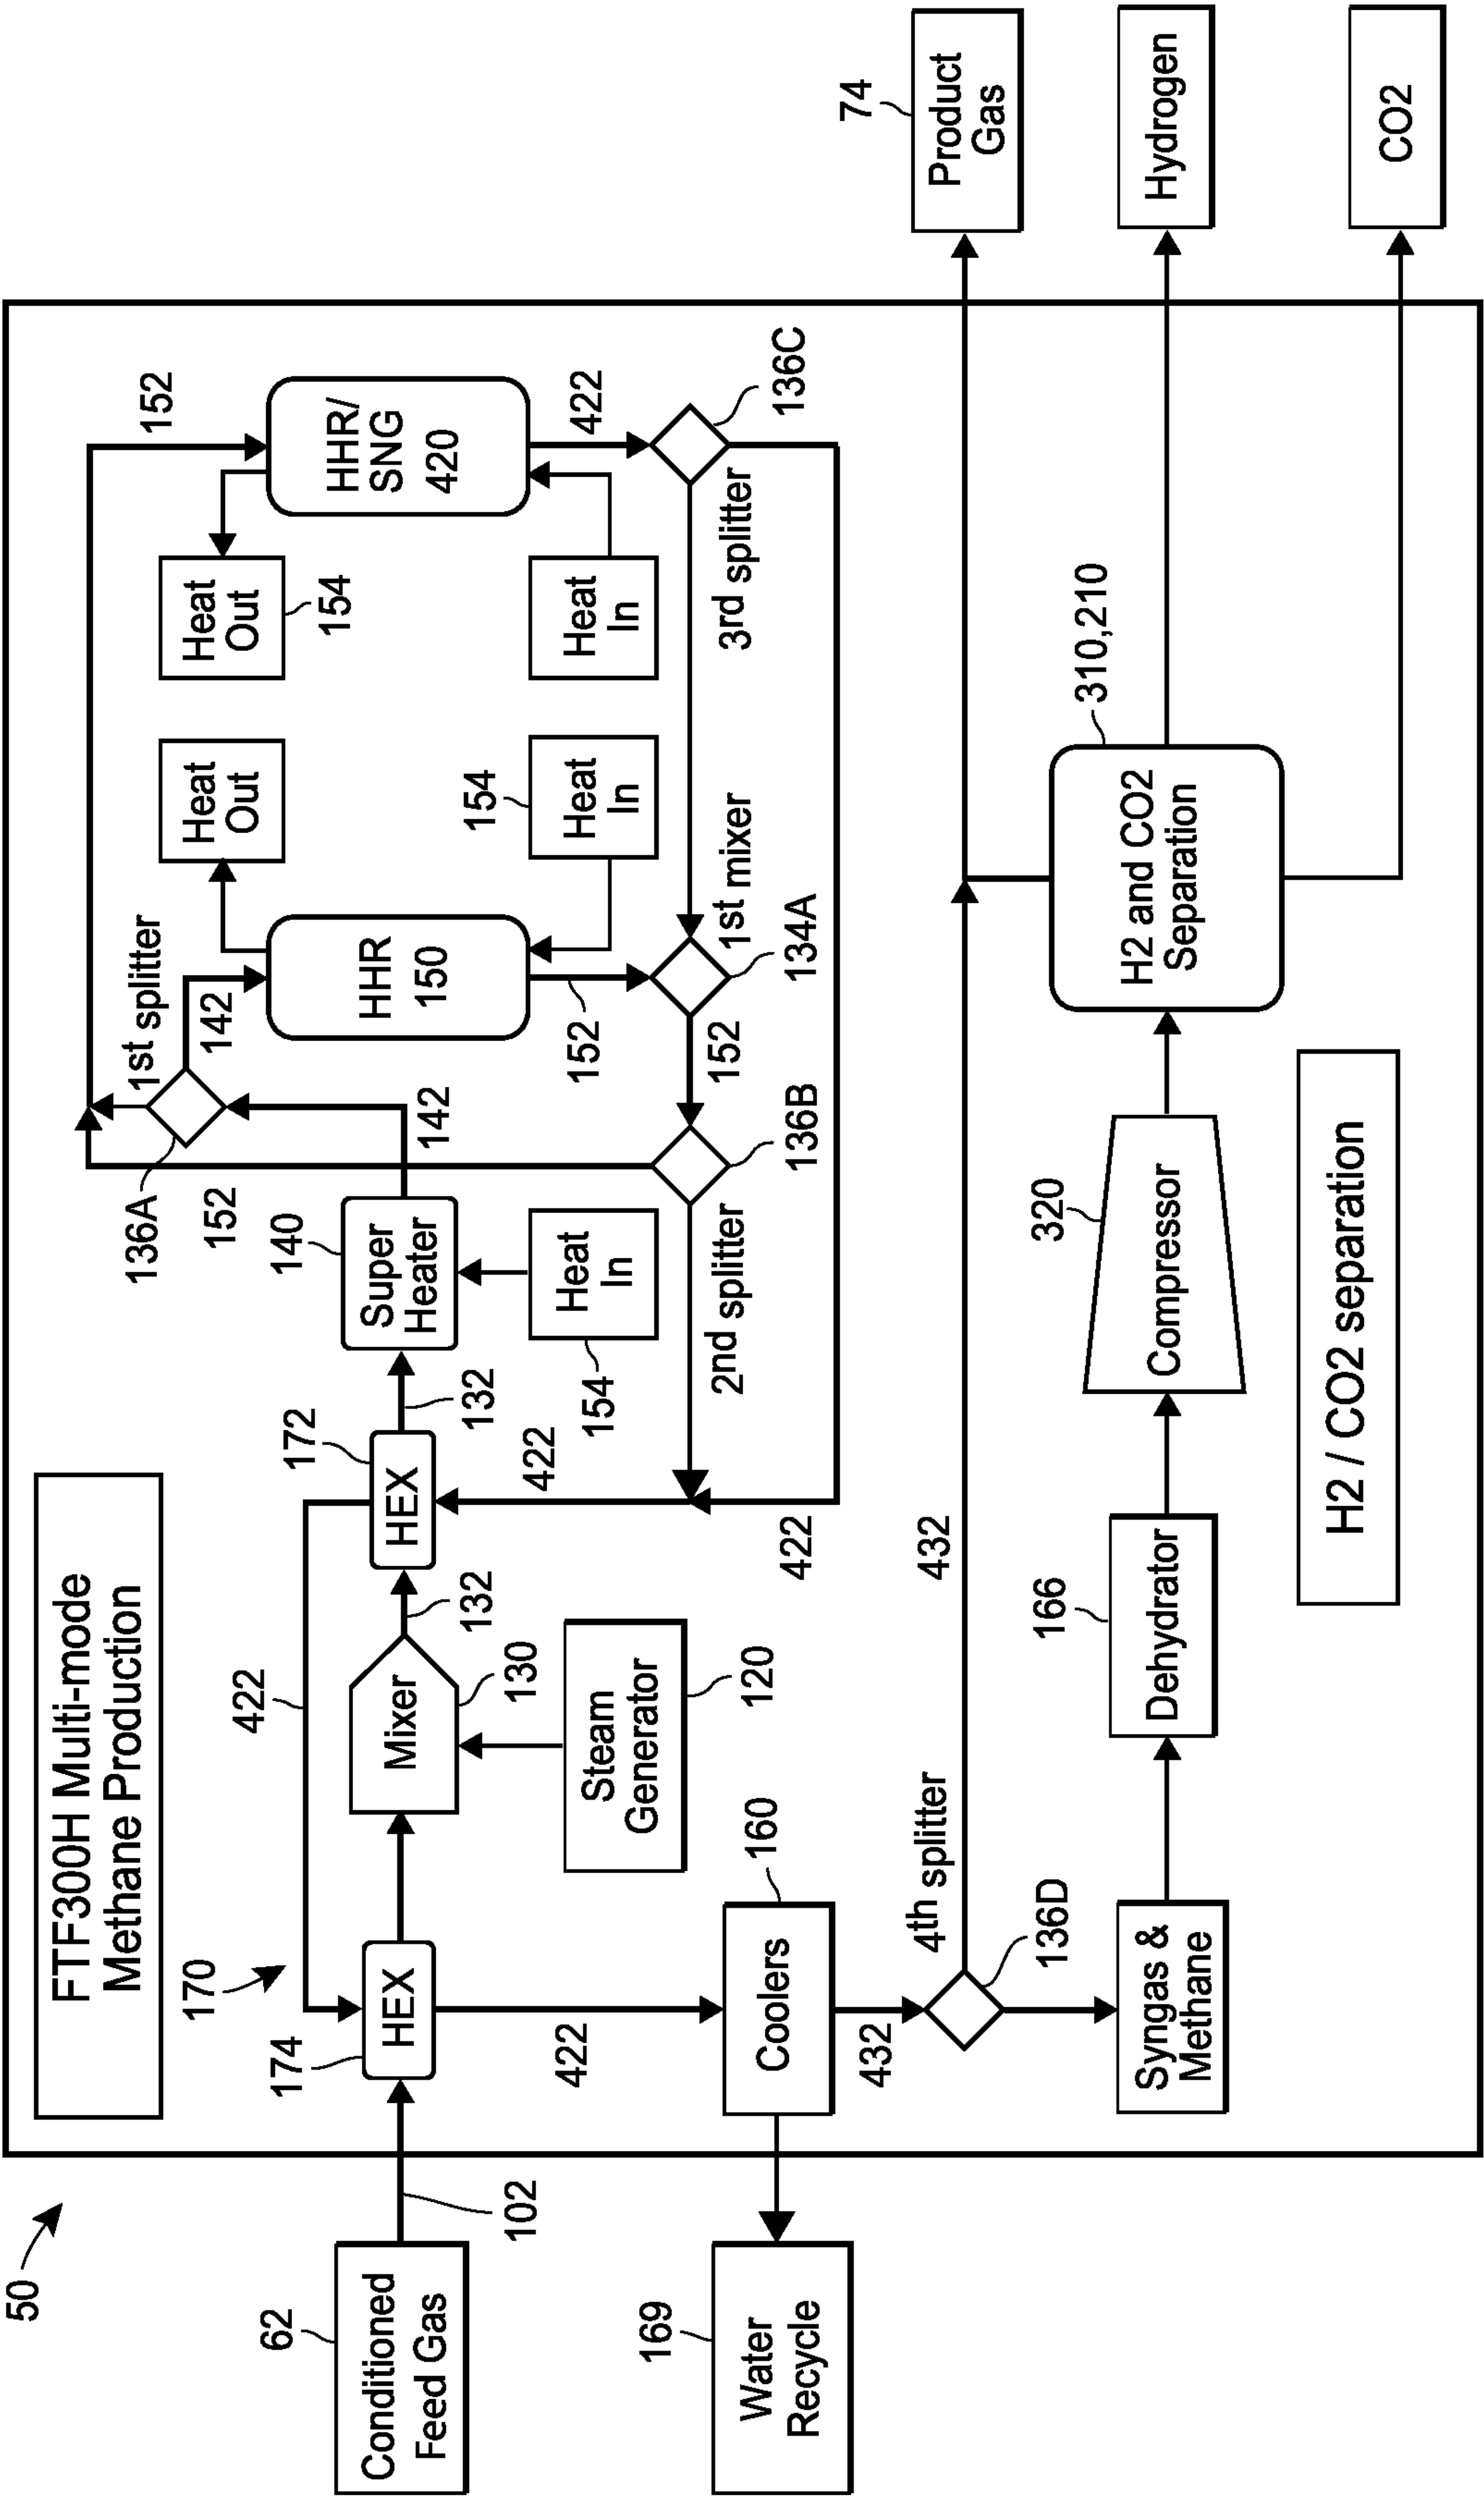 50
FTF300H Multi-mode
Methane Production
62
Conditioned
Feed Gas
102
170
174
HEX
422
Mixer
130
132
Steam
Generator
120
172
HEX
132
422
422
140
Super
Heater
Heat
In
154
142
136A
152
1st splitter
142
HHR
150
152
Heat
Out
Heat
In
154
152
HHR/
SNG
420
Heat
Out
154
Heat
In
422
136C
3rd splitter
1st mixer
134A
152
136B
2nd splitter
422
169
Water
Recycle
160
Coolers
432
4th splitter
136D
432
Syngas &
Methane
166
Dehydrator
320
Compressor
310,210
H2 and CO2
Separation
H2 / CO2 separation
74
Product
Gas
Hydrogen
CO2